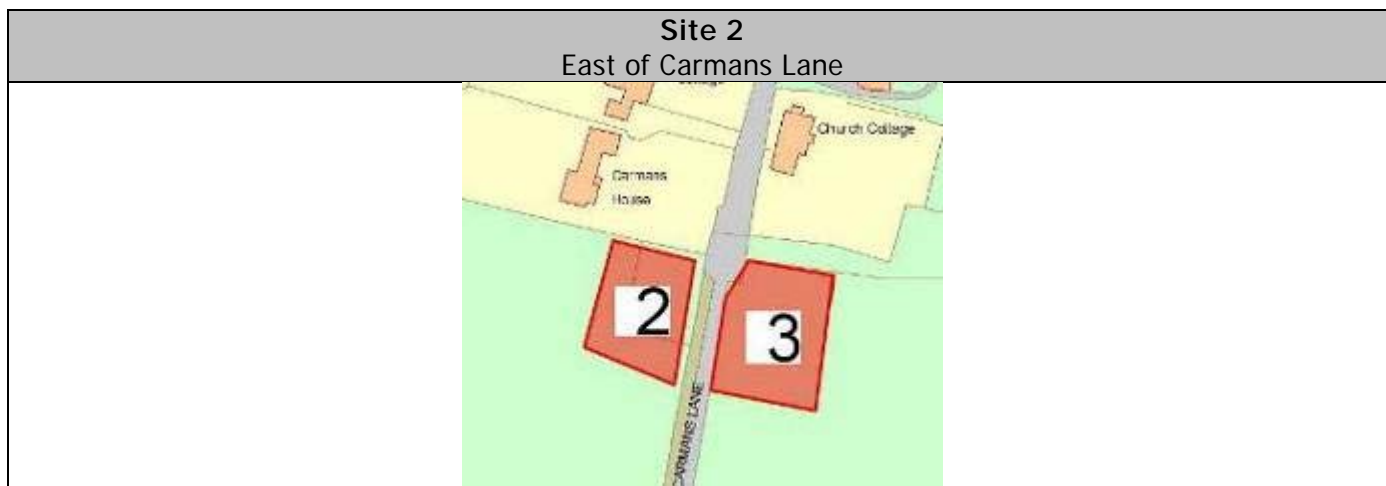 Site 2
East of Carmans Lane
Church Cottage
Carmans
House
2
3
CARMANS LANE